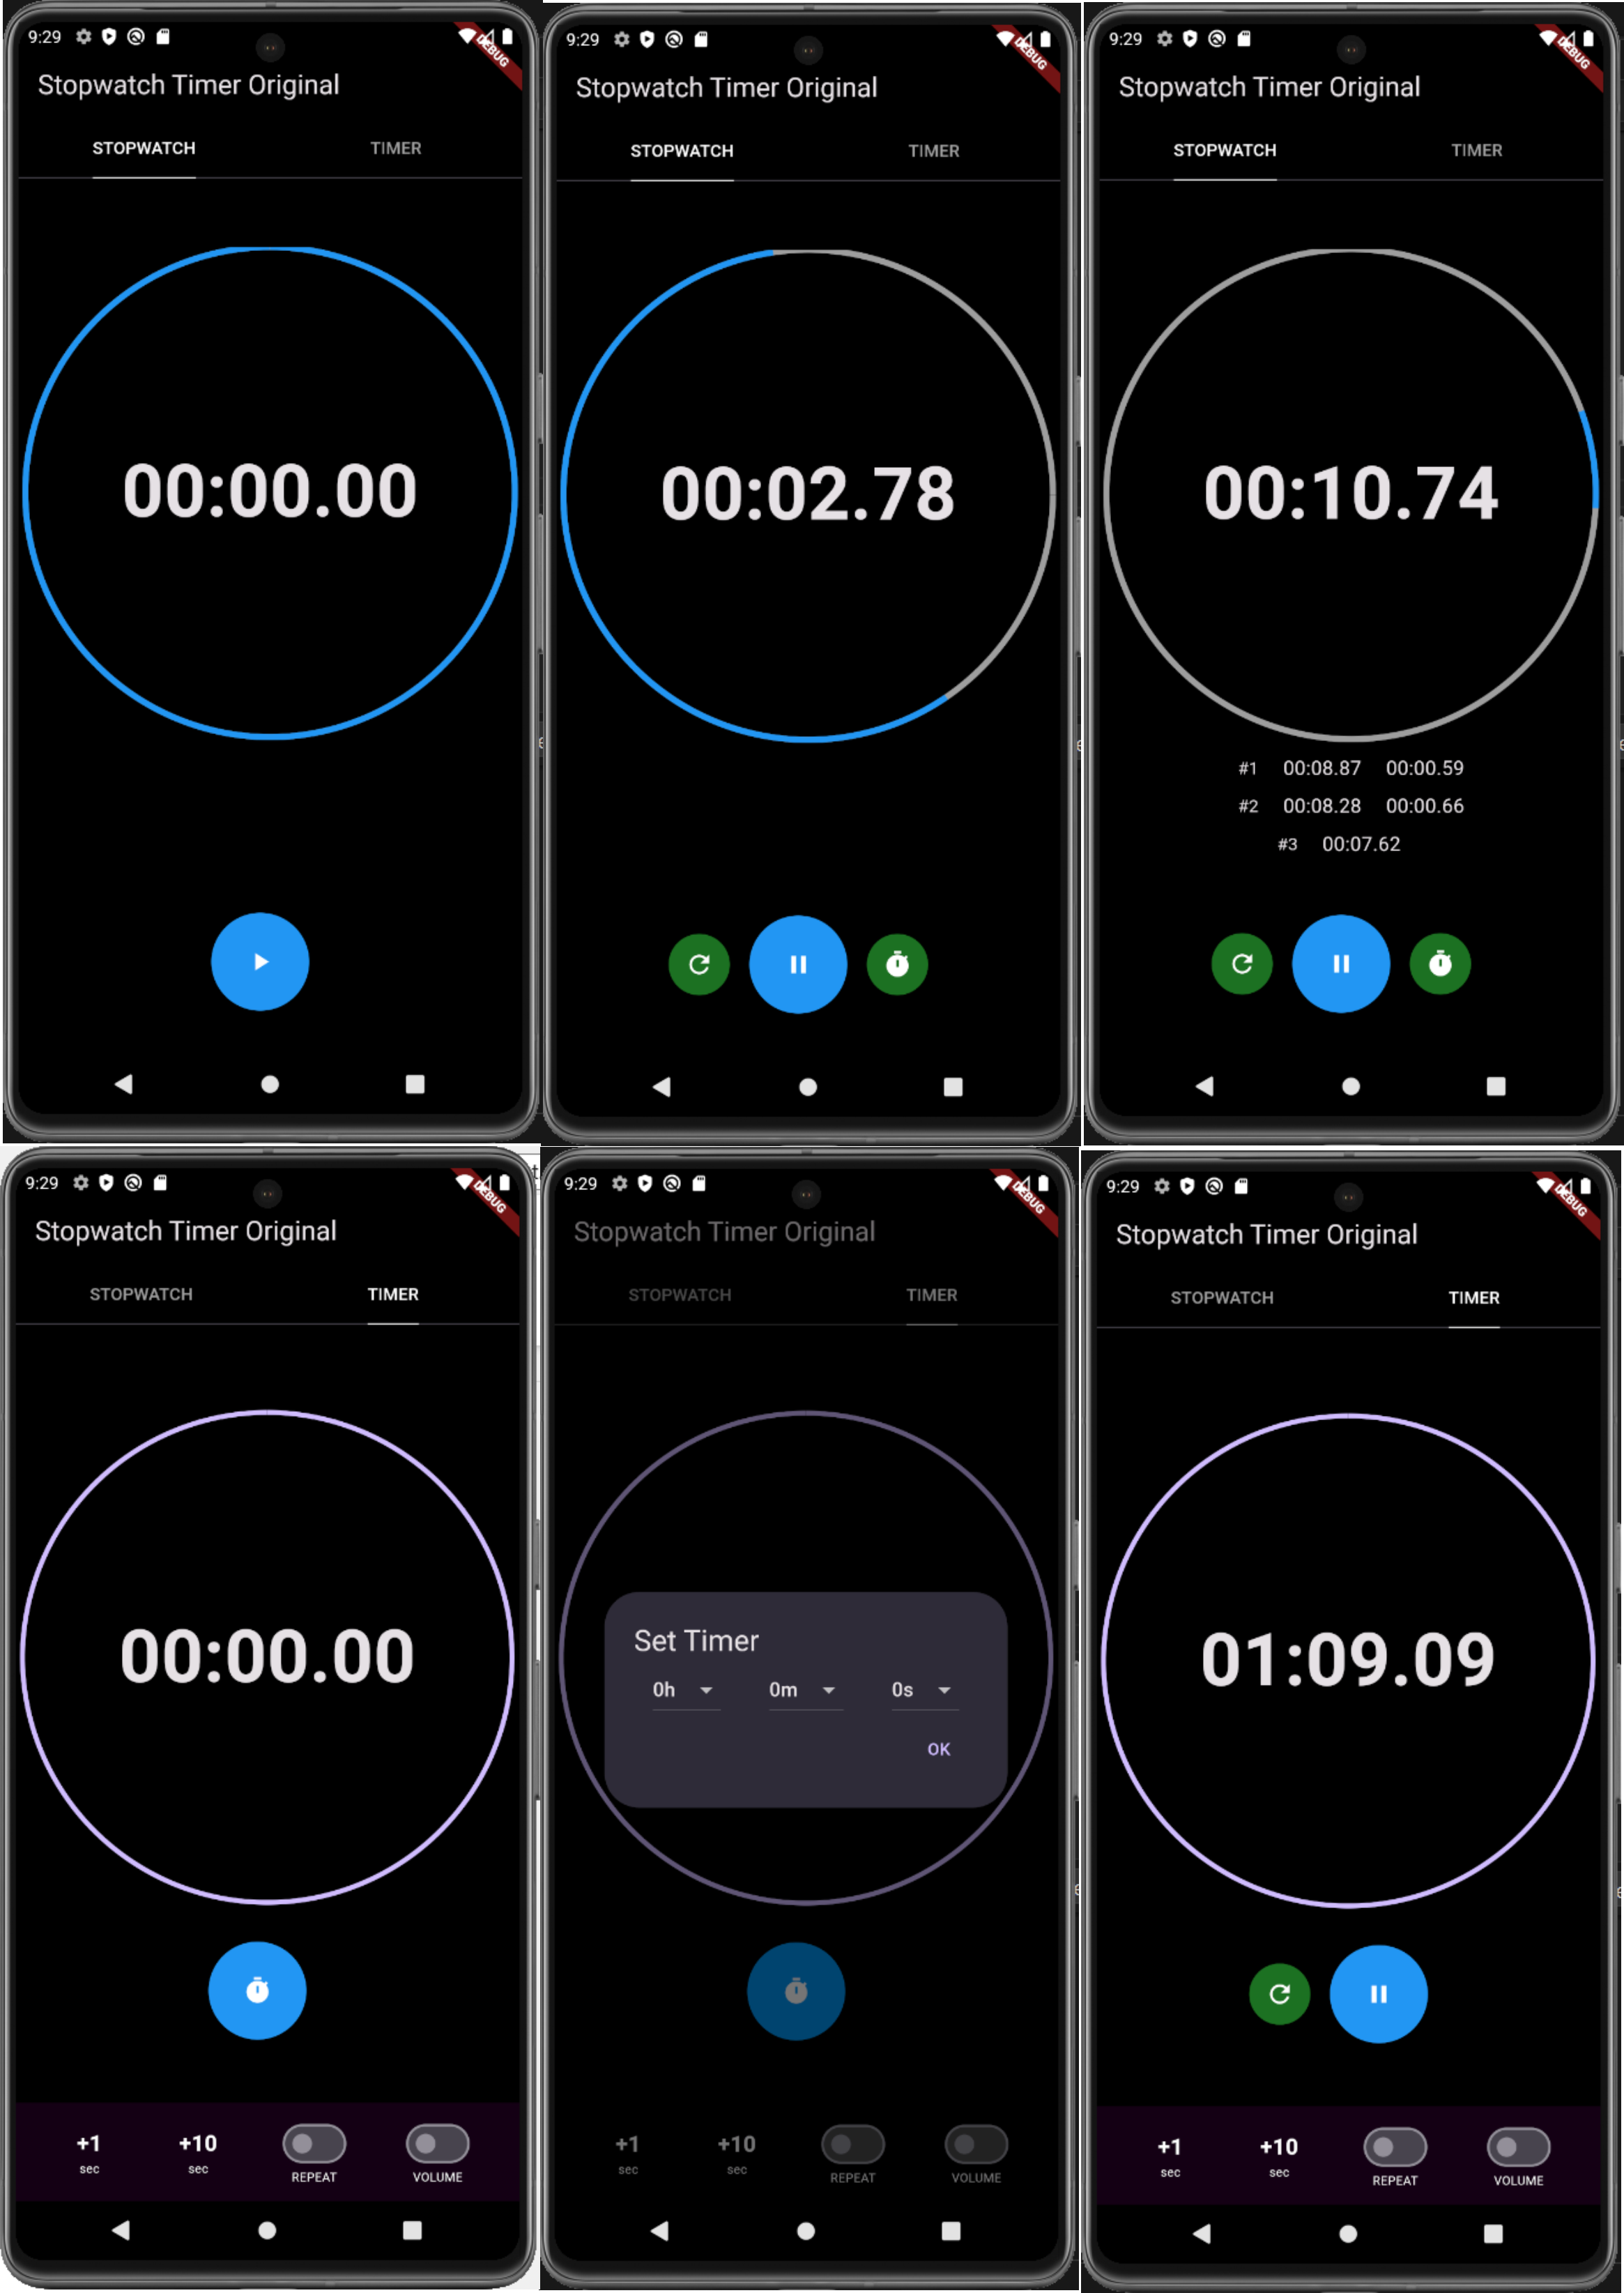 9:29
DEBUG
Stopwatch Timer Original
STOPWATCH TIMER
00:00.00
9:29
DEBUG
Stopwatch Timer Original
STOPWATCH TIMER
00:02.78
9:29
DEBUG
Stopwatch Timer Original
STOPWATCH TIMER
00:10.74
#1 00:08.87 00:00.59
#2 00:08.28 00:00.66
#3 00:07.62
9:29
DEBUG
Stopwatch Timer Original
STOPWATCH TIMER
00:00.00
+1 +10
sec sec REPEAT VOLUME
9:29
DEBUG
Stopwatch Timer Original
STOPWATCH TIMER
Set Timer
0h 0m 0s
OK
+1 +10
sec sec REPEAT VOLUME
9:29
DEBUG
Stopwatch Timer Original
STOPWATCH TIMER
01:09.09
+1 +10
sec sec REPEAT VOLUME